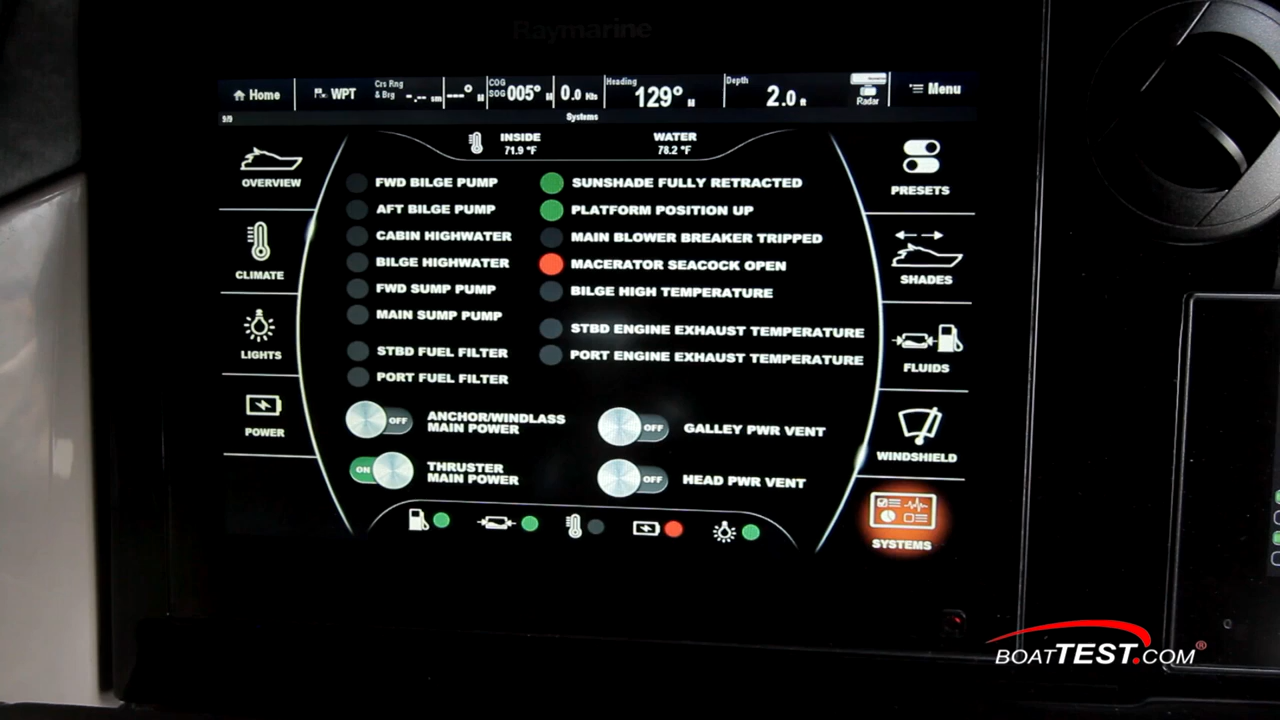 Raymarine
Home
WPT
Crs Rng & Brg -.-- sm ---° M
COG 005° M
SOG 0.0 Kts
Heading 129° M
Depth 2.0 ft
Radar
Menu
9/9
Systems
INSIDE
71.9 °F
WATER
78.2 °F
OVERVIEW
CLIMATE
LIGHTS
POWER
FWD BILGE PUMP
AFT BILGE PUMP
CABIN HIGHWATER
BILGE HIGHWATER
FWD SUMP PUMP
MAIN SUMP PUMP
STBD FUEL FILTER
PORT FUEL FILTER
SUNSHADE FULLY RETRACTED
PLATFORM POSITION UP
MAIN BLOWER BREAKER TRIPPED
MACERATOR SEACOCK OPEN
BILGE HIGH TEMPERATURE
STBD ENGINE EXHAUST TEMPERATURE
PORT ENGINE EXHAUST TEMPERATURE
OFF
ANCHOR/WINDLASS
MAIN POWER
OFF
GALLEY PWR VENT
ON
THRUSTER
MAIN POWER
OFF
HEAD PWR VENT
PRESETS
SHADES
FLUIDS
WINDSHIELD
SYSTEMS
BOATTEST.COM®